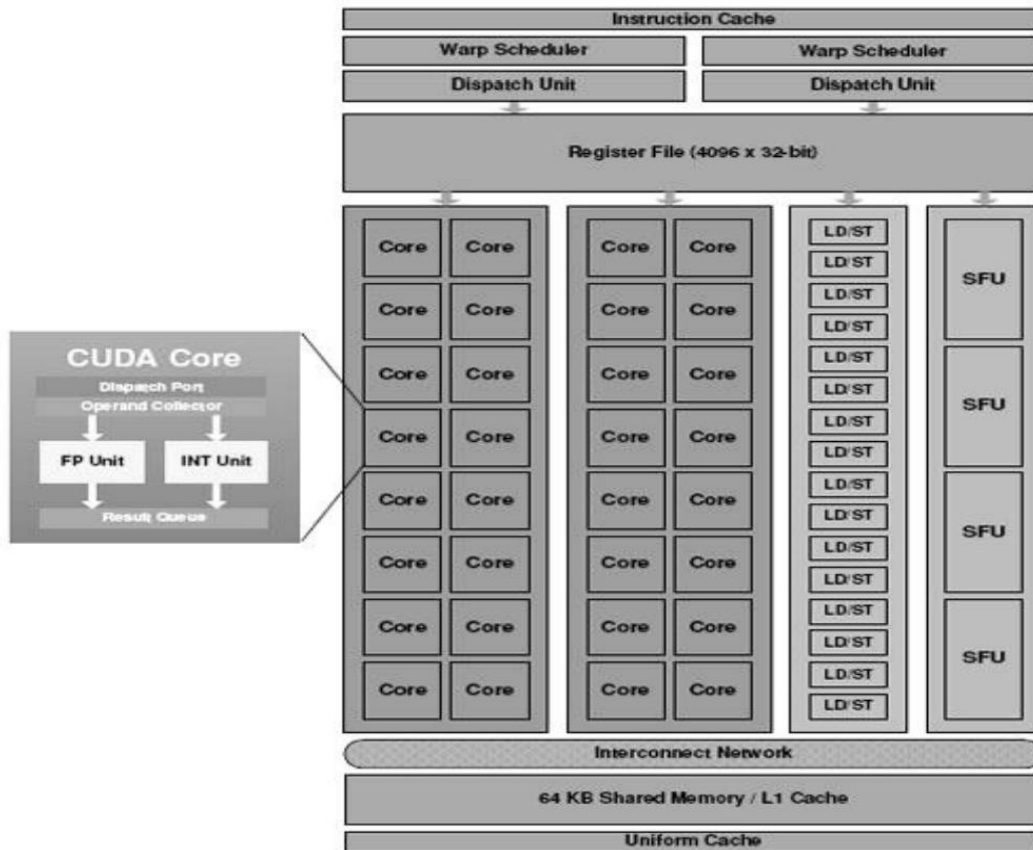 Instruction Cache
Warp Scheduler Warp Scheduler
Dispatch Unit Dispatch Unit
Register File (4096 x 32-bit)
Core Core Core Core LD/ST SFU
LD/ST
Core Core Core Core LD/ST
LD/ST
Core Core Core Core LD/ST SFU
LD/ST
Core Core Core Core LD/ST
LD/ST
Core Core Core Core LD/ST SFU
LD/ST
Core Core Core Core LD/ST
LD/ST
Core Core Core Core LD/ST SFU
LD/ST
Core Core Core Core LD/ST
LD/ST
CUDA Core
Dispatch Port
Operand Collector
FP Unit INT Unit
Result Queue
Interconnect Network
64 KB Shared Memory / L1 Cache
Uniform Cache